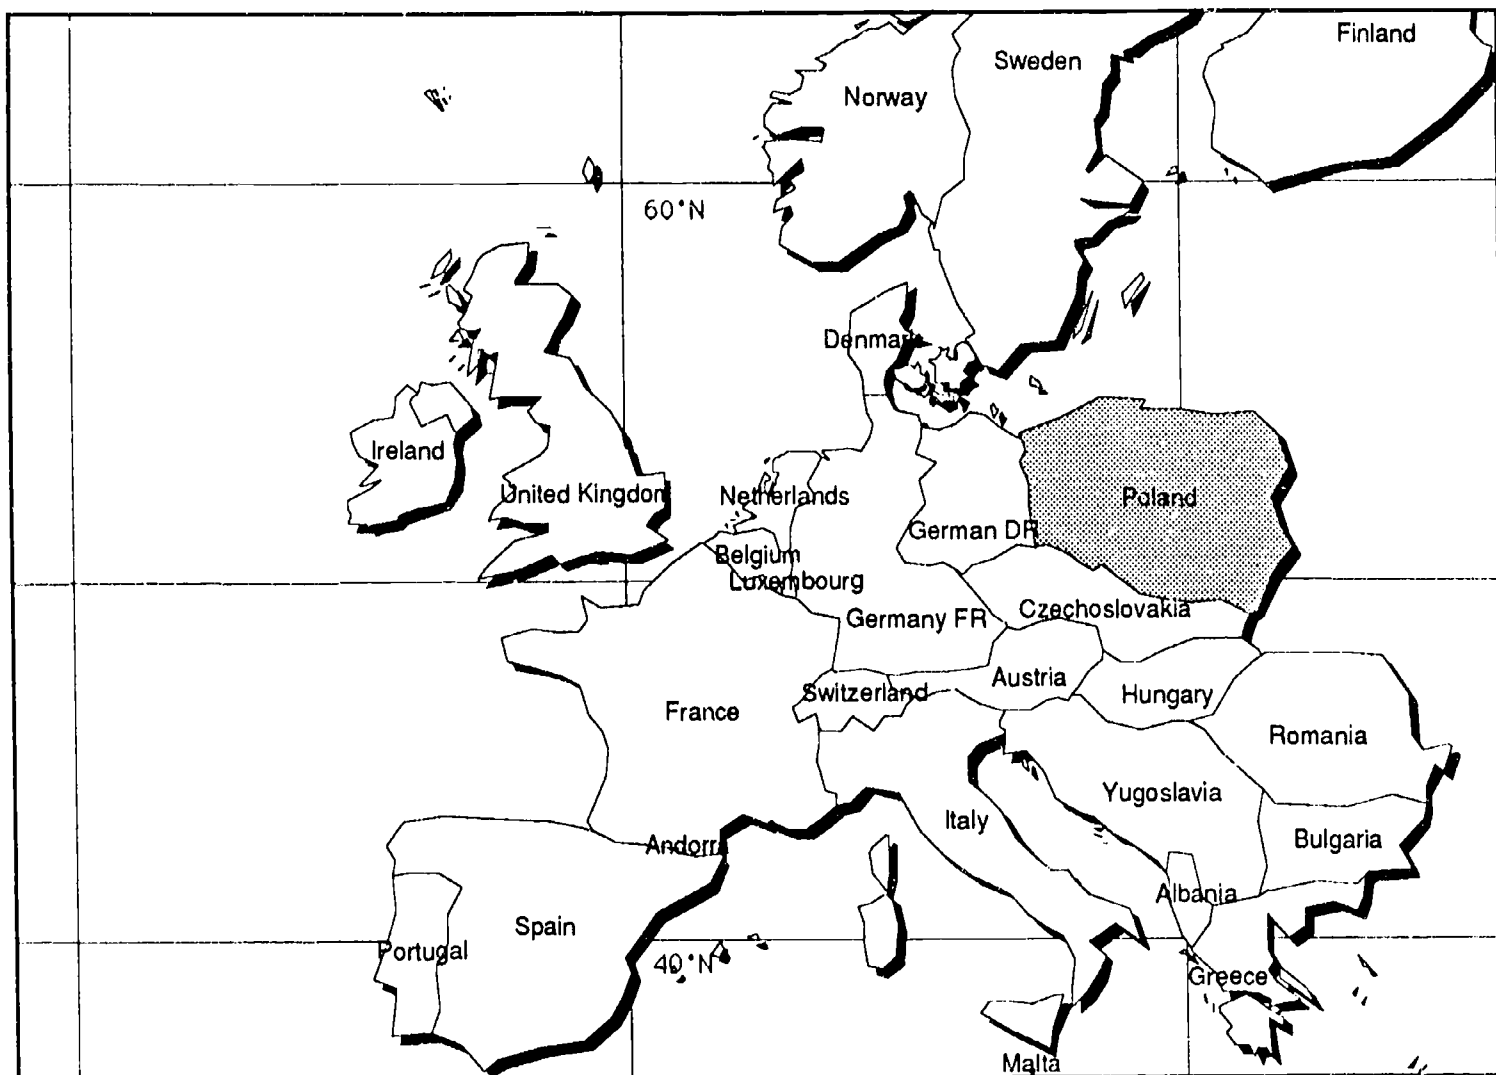 Finland
Sweden
Norway
60°N
Denmark
Ireland
United Kingdom
Netherlands
Poland
German DR
Belgium
Luxembourg
Czechoslovakia
Germany FR
Austria
Switzerland
Hungary
France
Romania
Yugoslavia
Italy
Bulgaria
Andorra
Albania
Spain
Portugal
40°N
Greece
Malta